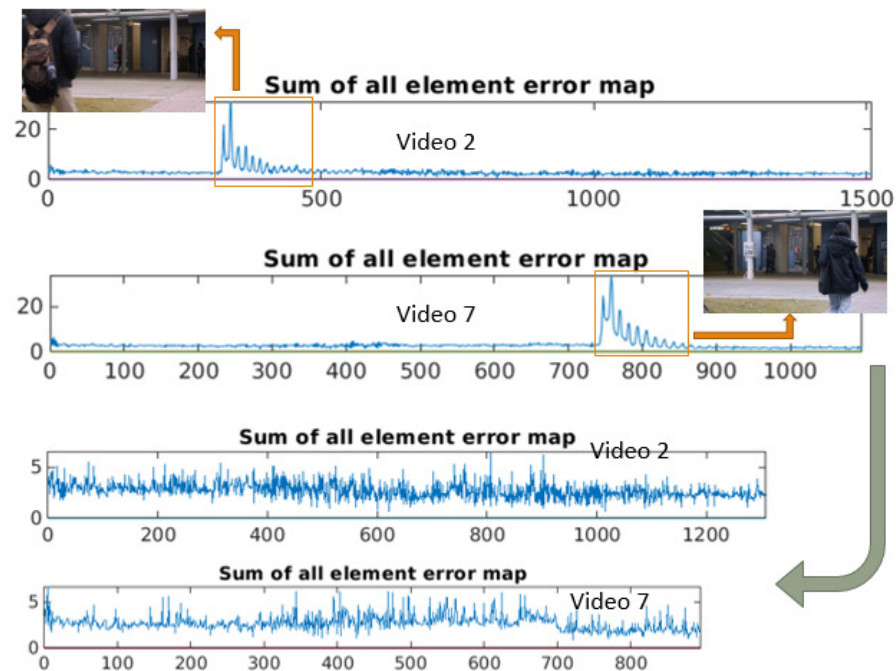 Sum of all element error map
Video 2
20
0
0 500 1000 1500
Sum of all element error map
Video 7
20
0
0 100 200 300 400 500 600 700 800 900 1000
Sum of all element error map
Video 2
5
0
0 200 400 600 800 1000 1200
Sum of all element error map
Video 7
5
0
0 100 200 300 400 500 600 700 800